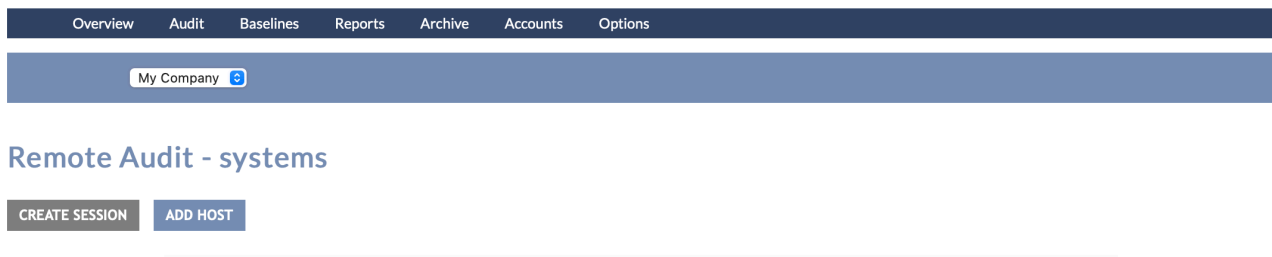 Overview Audit Baselines Reports Archive Accounts Options
My Company
Remote Audit - systems
CREATE SESSION ADD HOST